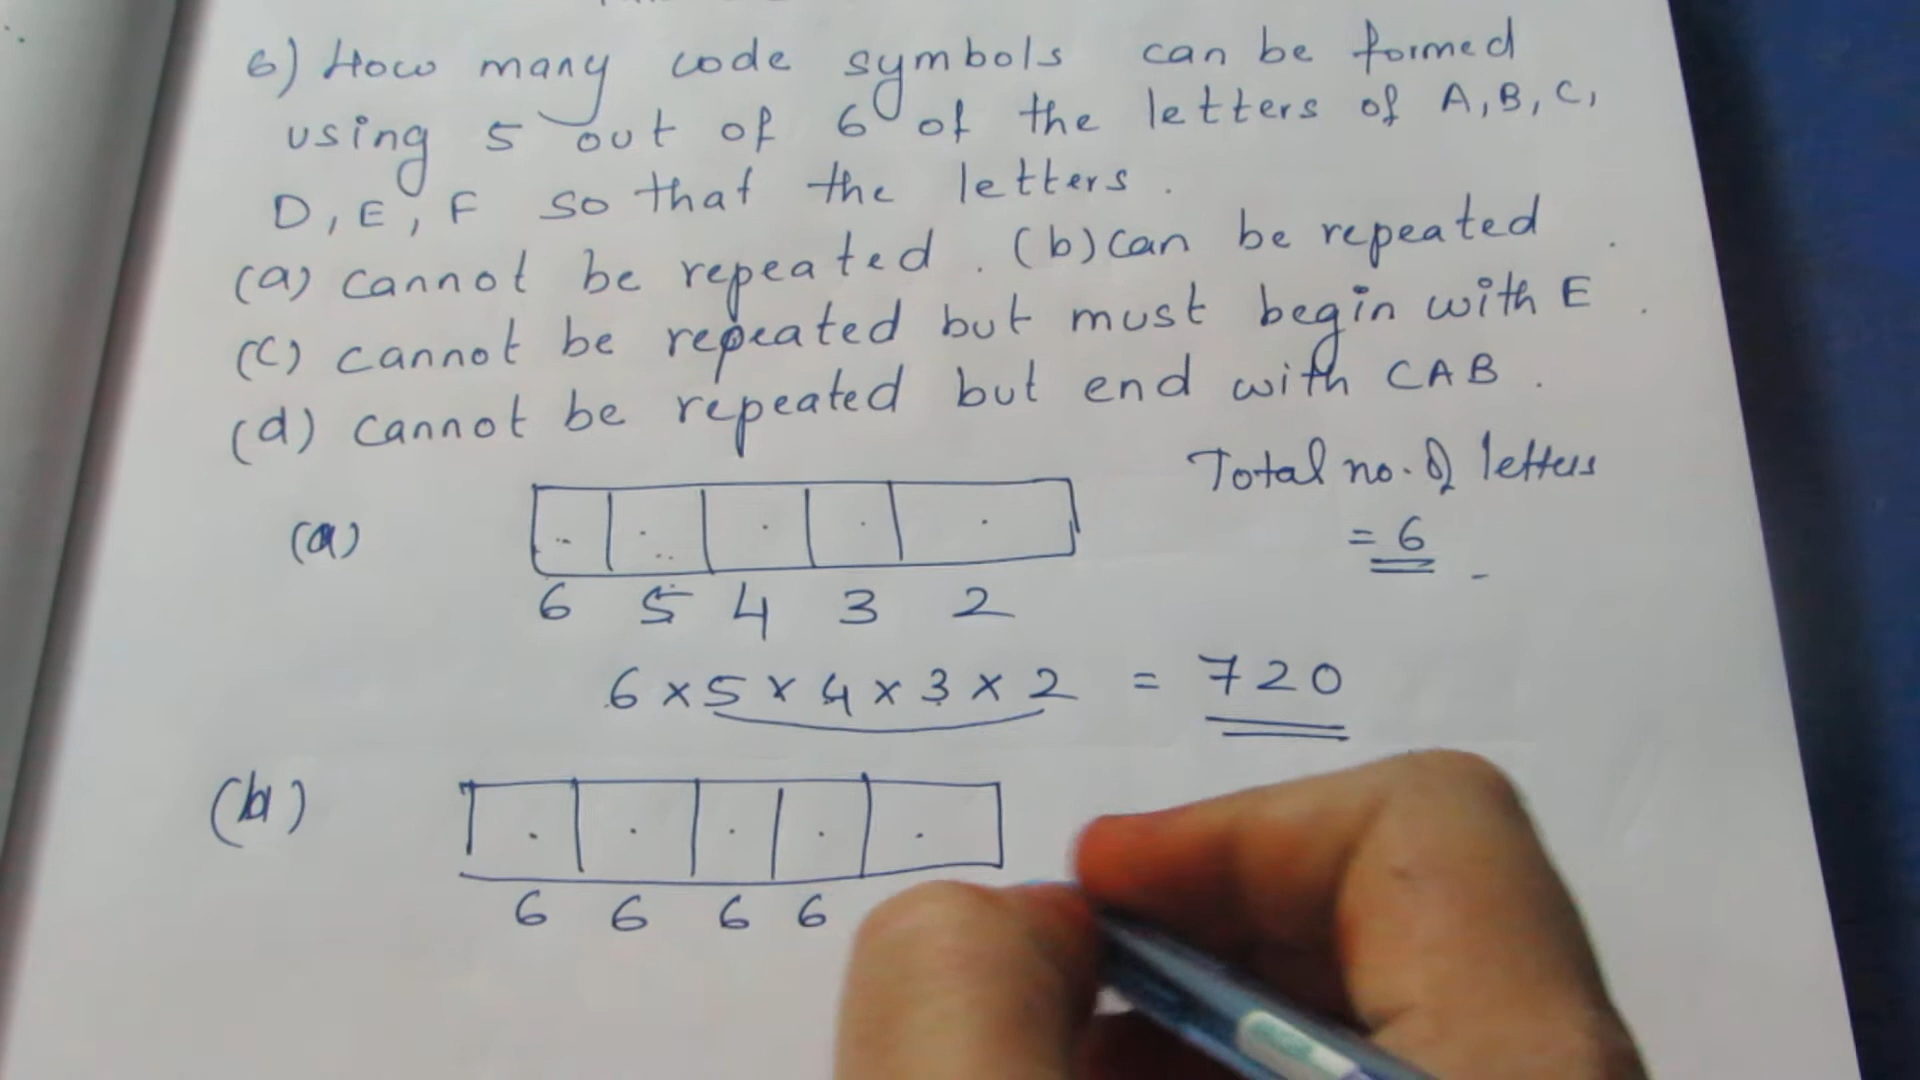 6) How many code symbols can be formed
using 5 out of 6 of the letters of A, B, C,
D, E, F so that the letters.
(a) cannot be repeated. (b) can be repeated.
(c) cannot be repeated but must begin with E.
(d) cannot be repeated but end with CAB.
Total no. of letters
= 6
(a)
6 5 4 3 2
6 × 5 × 4 × 3 × 2 = 720
(b)
6 6 6 6